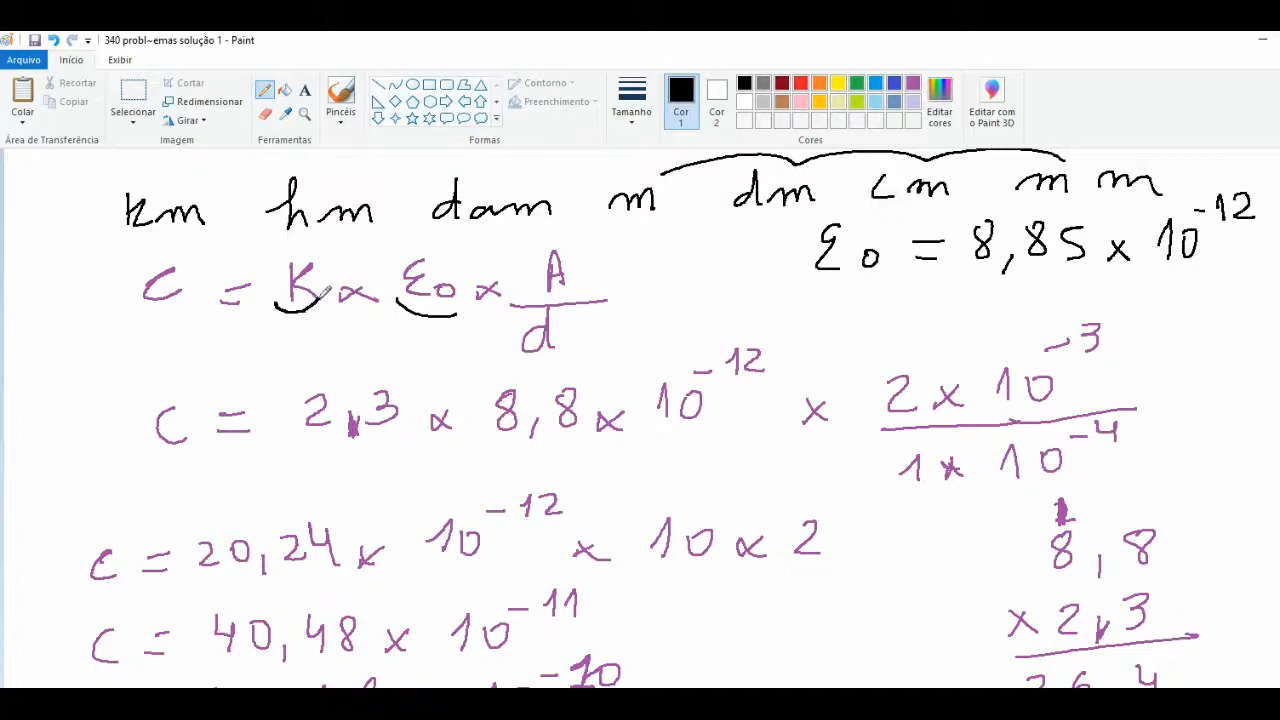 340 probl~emas solução 1 - Paint
Arquivo Início Exibir
Colar Recortar Copiar Área de Transferência
Selecionar Cortar Redimensionar Girar Imagem
A Ferramentas
Pincéis
Contorno Preenchimento Formas
Tamanho
Cor 1 Cor 2 Editar cores Cores
Editar com o Paint 3D
km hm dam m dm cm mm
ε0 = 8,85 × 10^-12
C = K × ε0 × A/d
C = 2,3 × 8,8 × 10^-12 × 2 × 10^-3 / 1 × 10^-4
C = 20,24 × 10^-12 × 10 × 2
8,8
× 2,3
C = 40,48 × 10^-11